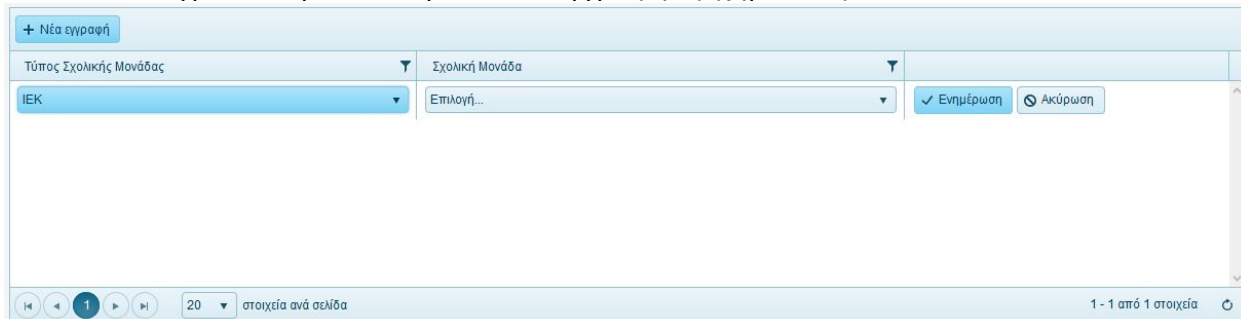 Νέα εγγραφή
Τύπος Σχολικής Μονάδας Σχολική Μονάδα
ΙΕΚ Επιλογή... Ενημέρωση Ακύρωση
1 20 στοιχεία ανά σελίδα 1 - 1 από 1 στοιχεία